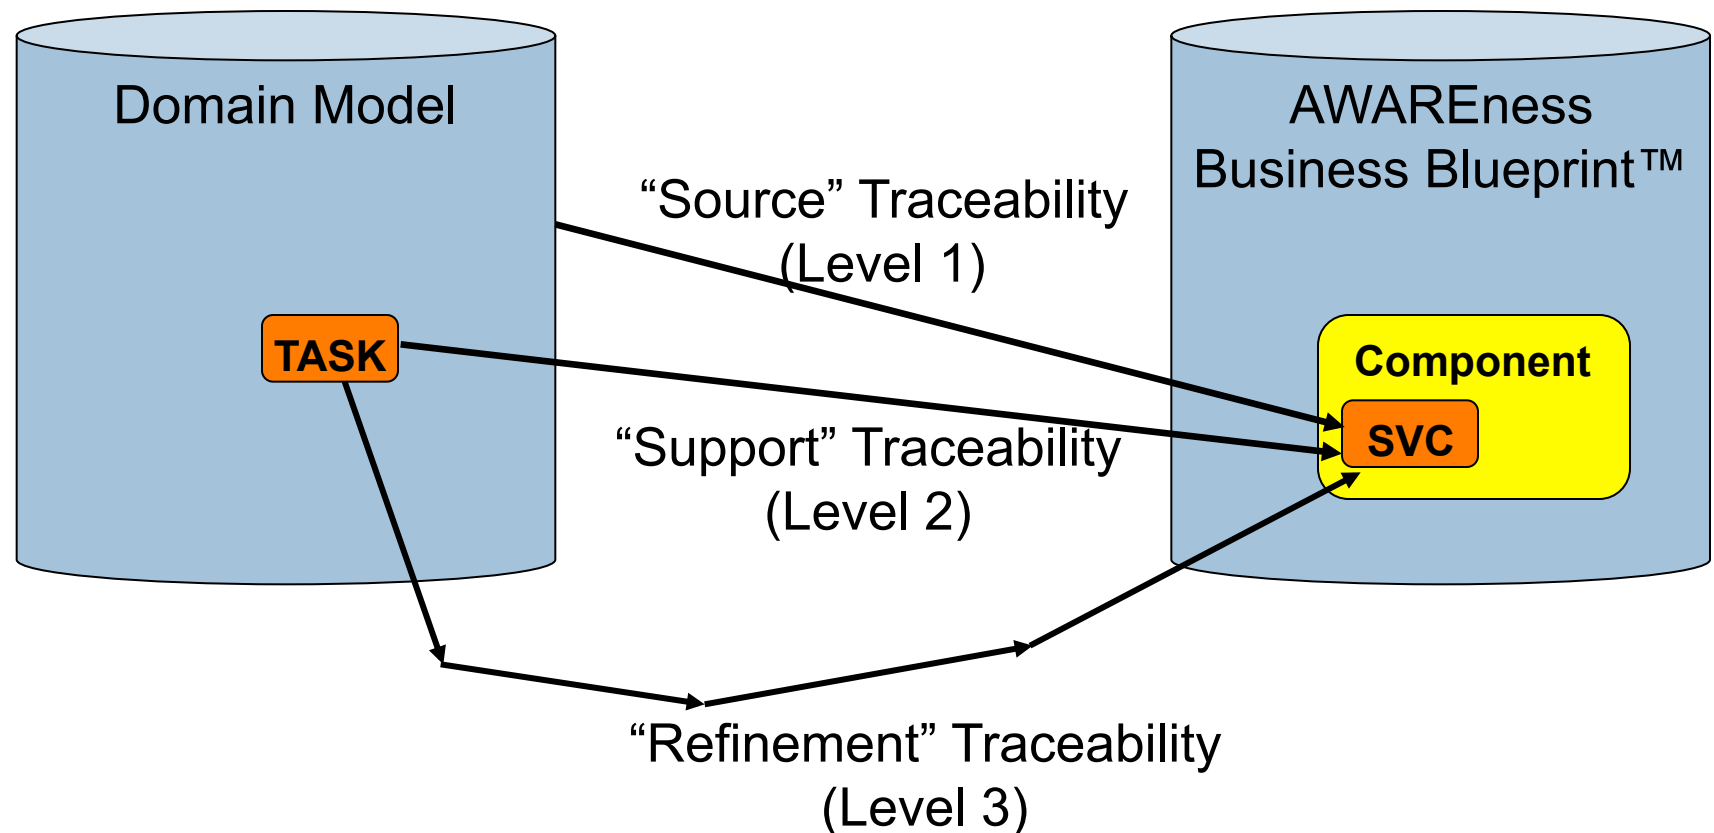 Domain Model
AWAREness
Business Blueprint™
“Source” Traceability
(Level 1)
TASK
Component
SVC
“Support” Traceability
(Level 2)
“Refinement” Traceability
(Level 3)